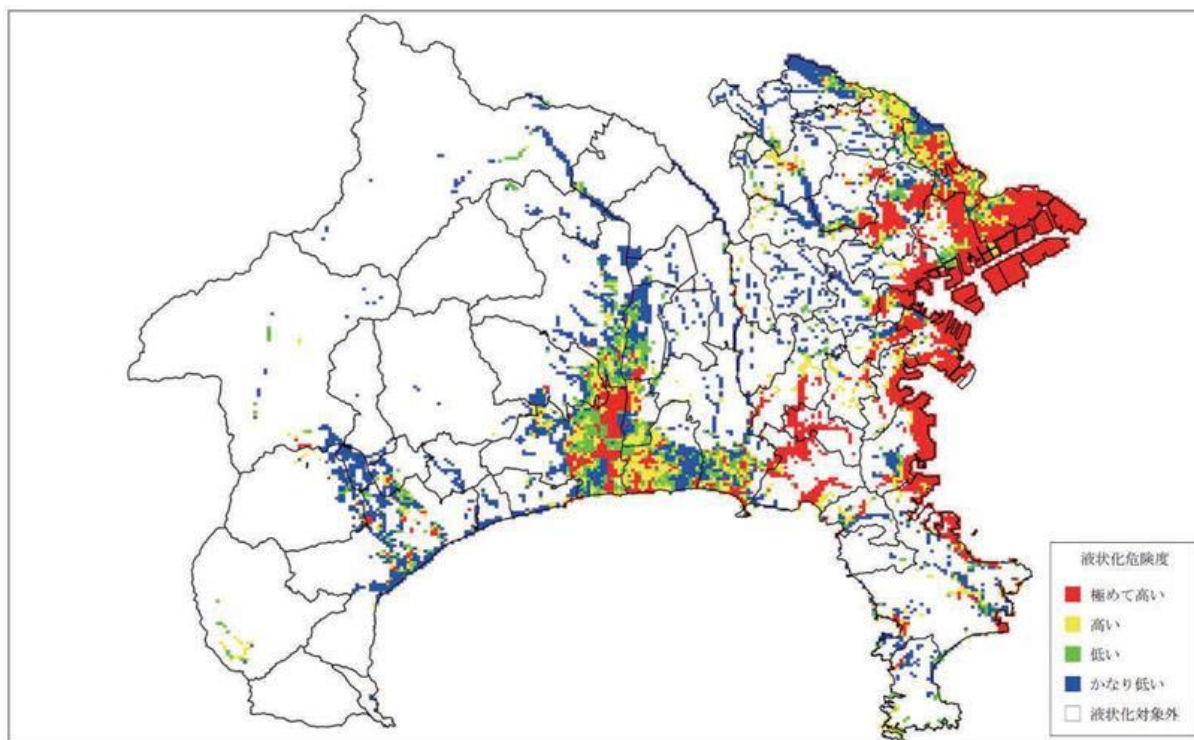 液状化危険度
極めて高い
高い
低い
かなり低い
液状化対象外